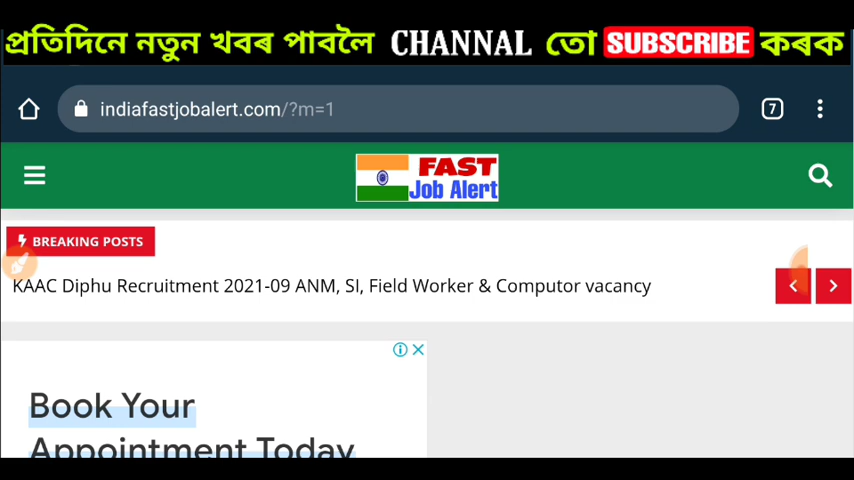 প্ৰতিদিনে নতুন খবৰ পাবলৈ CHANNAL তো SUBSCRIBE কৰক
indiafastjobalert.com/?m=1
7
FAST
Job Alert
BREAKING POSTS
KAAC Diphu Recruitment 2021-09 ANM, SI, Field Worker & Computor vacancy
Book Your
Appointment Today